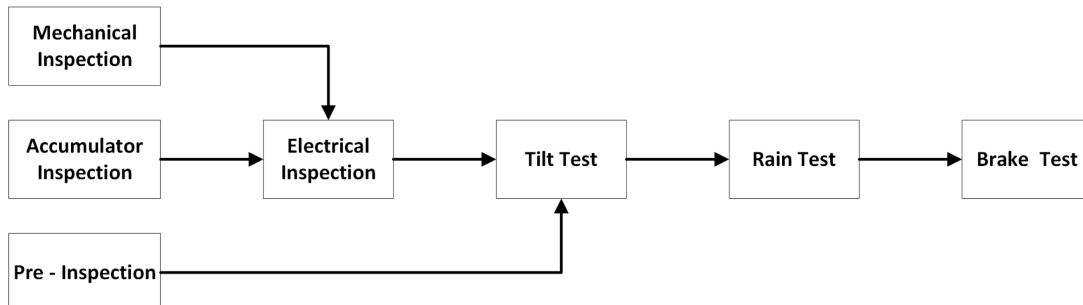 Mechanical
Inspection
Accumulator
Inspection
Electrical
Inspection
Tilt Test
Rain Test
Brake Test
Pre - Inspection